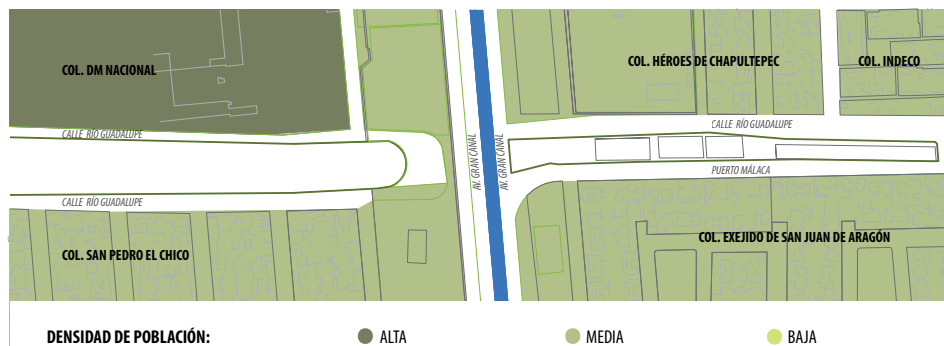 COL. DM NACIONAL
COL. HÉROES DE CHAPULTEPEC
COL. INDECO
CALLE RÍO GUADALUPE
CALLE RÍO GUADALUPE
AV. GRAN CANAL
AV. GRAN CANAL
PUERTO MÁLACA
CALLE RÍO GUADALUPE
COL. SAN PEDRO EL CHICO
COL. EXEJIDO DE SAN JUAN DE ARAGÓN
DENSIDAD DE POBLACIÓN:
ALTA
MEDIA
BAJA